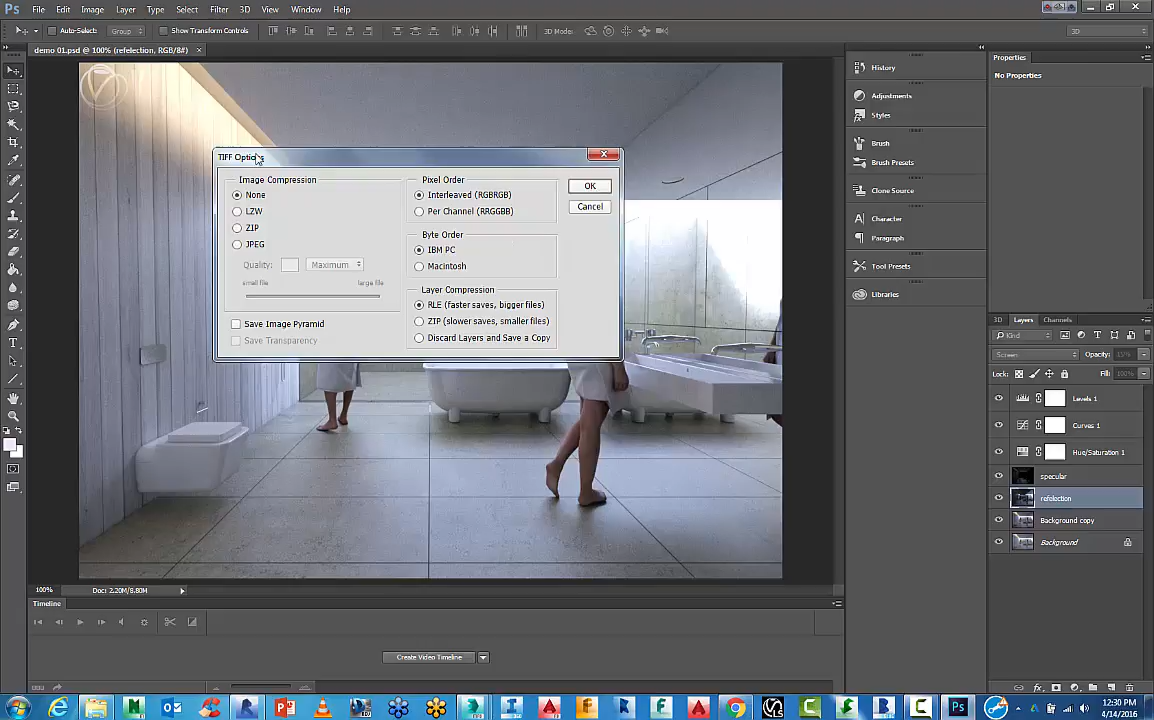 Ps File Edit Image Layer Type Select Filter 3D View Window Help
Auto-Select: Group Show Transform Controls 3D Mode: 3D
demo 01.psd @ 100% (refelection, RGB/8#) ×
TIFF Options
Image Compression
None
LZW
ZIP
JPEG
Quality: Maximum
small file large file
Save Image Pyramid
Save Transparency
Pixel Order
Interleaved (RGBRGB)
Per Channel (RRGGBB)
Byte Order
IBM PC
Macintosh
Layer Compression
RLE (faster saves, bigger files)
ZIP (slower saves, smaller files)
Discard Layers and Save a Copy
OK
Cancel
History
Adjustments
Styles
Brush
Brush Presets
Clone Source
Character
Paragraph
Tool Presets
Libraries
Properties
No Properties
3D Layers Channels
Kind
Screen Opacity: 15%
Lock: Fill: 100%
Levels 1
Curves 1
Hue/Saturation 1
specular
refelection
Background copy
Background
100% Doc: 2.20M/8.80M
Timeline
Create Video Timeline
12:30 PM
4/14/2016